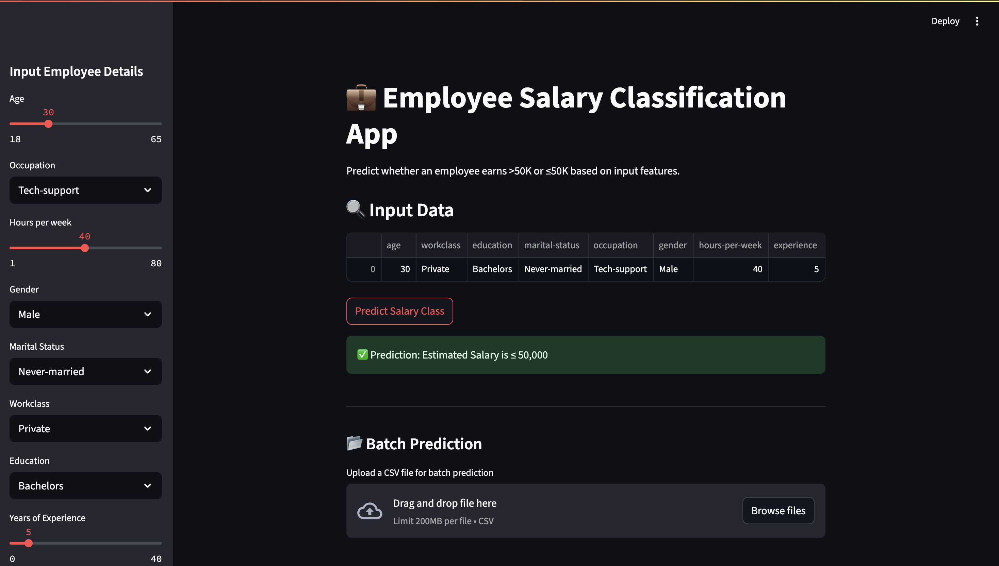 Deploy
Input Employee Details
Age
30
18 65
Occupation
Tech-support
Hours per week
40
1 80
Gender
Male
Marital Status
Never-married
Workclass
Private
Education
Bachelors
Years of Experience
5
0 40
Employee Salary Classification
App
Predict whether an employee earns >50K or ≤50K based on input features.
Input Data
age workclass education marital-status occupation gender hours-per-week experience
0 30 Private Bachelors Never-married Tech-support Male 40 5
Predict Salary Class
Prediction: Estimated Salary is ≤ 50,000
Batch Prediction
Upload a CSV file for batch prediction
Drag and drop file here
Limit 200MB per file • CSV
Browse files